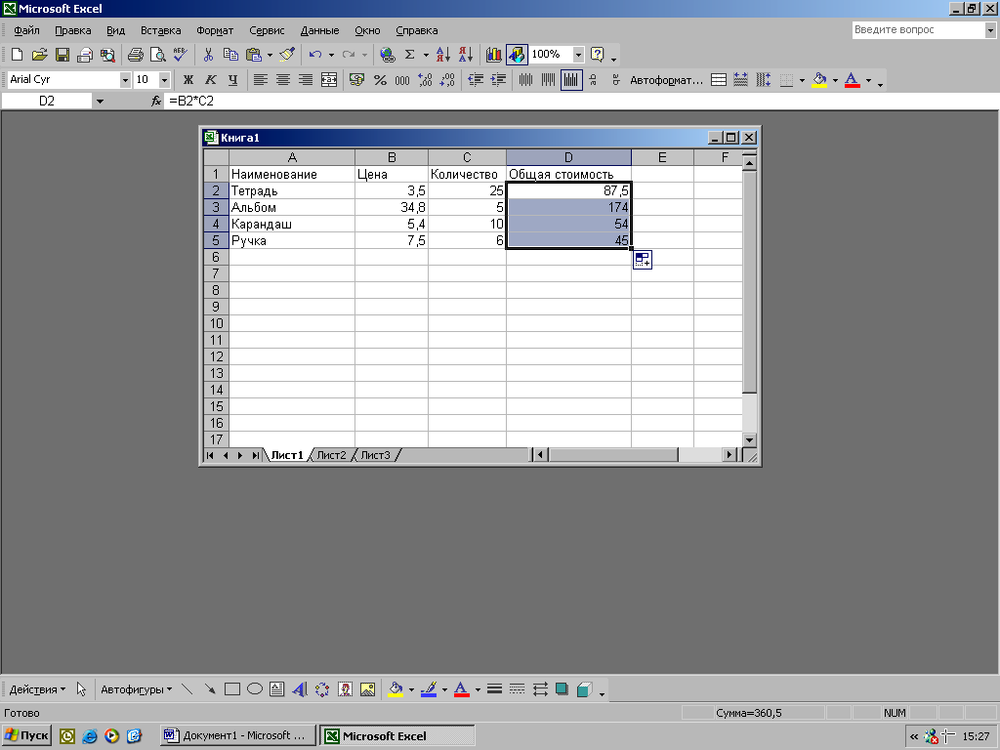 Microsoft Excel
Файл Правка Вид Вставка Формат Сервис Данные Окно Справка Введите вопрос
100%
Arial Cyr 10 Ж К Ч % 000 Автоформат...
D2 fx =B2*C2
Книга1
A B C D E F
1 Наименование Цена Количество Общая стоимость
2 Тетрадь 3,5 25 87,5
3 Альбом 34,8 5 174
4 Карандаш 5,4 10 54
5 Ручка 7,5 6 45
6
7
8
9
10
11
12
13
14
15
16
17
Лист1 Лист2 Лист3
Действия Автофигуры
Готово Сумма=360,5 NUM
Пуск Документ1 - Microsoft ... Microsoft Excel « 15:27